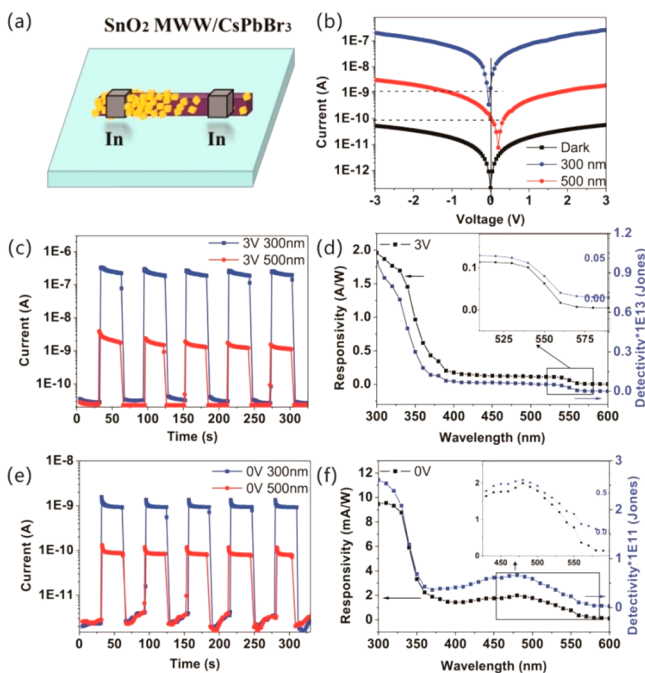 (a)
SnO2 MWW/CsPbBr3
In
In
(b)
Current (A)
1E-7
1E-8
1E-9
1E-10
1E-11
1E-12
Dark
300 nm
500 nm
-3 -2 -1 0 1 2 3
Voltage (V)
(c)
Current (A)
1E-6
1E-7
1E-8
1E-9
1E-10
3V 300nm
3V 500nm
0 50 100 150 200 250 300
Time (s)
(d)
Responsivity (A/W)
2.0
1.5
1.0
0.5
0.0
3V
0.1
0.0
0.05
0.00
525 540 555 575
1.2
0.9
0.6
0.3
0.0
Detectivity*1E13 (Jones)
300 350 400 450 500 550 600
Wavelength (nm)
(e)
Current (A)
1E-8
1E-9
1E-10
1E-11
0V 300nm
0V 500nm
0 50 100 150 200 250 300
Time (s)
(f)
Responsivity (mA/W)
12
10
8
6
4
2
0
0V
2
1
0
0.5
0.0
450 500 550
3
2
1
0
Detectivity*1E11 (Jones)
300 350 400 450 500 550 600
Wavelength (nm)